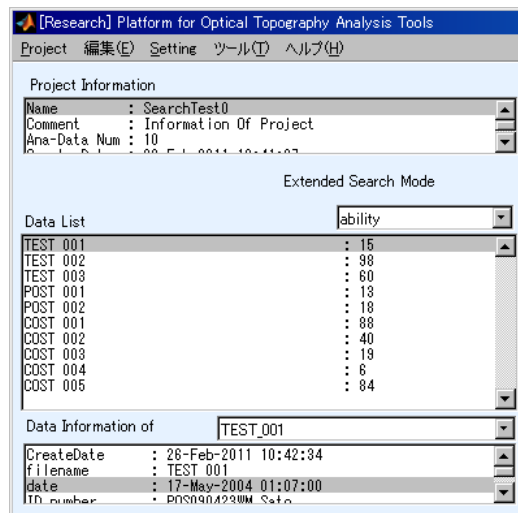 [Research] Platform for Optical Topography Analysis Tools
Project 編集(E) Setting ツール(T) ヘルプ(H)
Project Information
Name : SearchTest0
Comment : Information Of Project
Ana-Data Num : 10
Extended Search Mode
Data List ability
TEST 001 : 15
TEST 002 : 98
TEST 003 : 60
POST 001 : 13
POST 002 : 18
COST 001 : 88
COST 002 : 40
COST 003 : 19
COST 004 : 6
COST 005 : 84
Data Information of TEST_001
CreateDate : 26-Feb-2011 10:42:34
filename : TEST 001
date : 17-May-2004 01:07:00
ID number : POS090423WM Sato